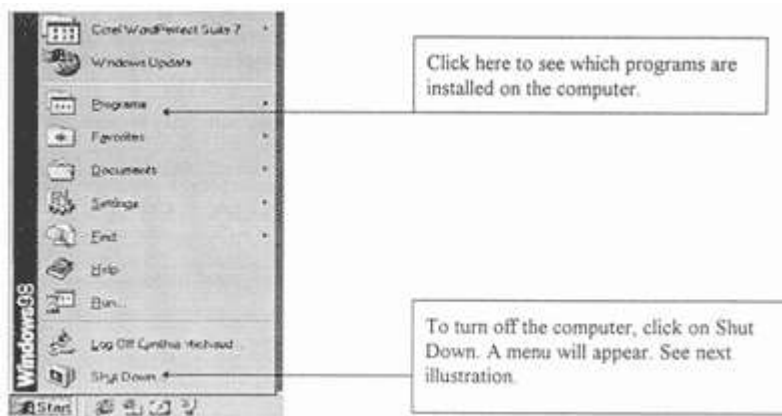 Corel WordPerfect Suite 7
Windows Update
Programs
Favorites
Documents
Settings
Find
Help
Run...
Log Off Cynthia Michaud...
Shut Down
Windows98
Start
Click here to see which programs are
installed on the computer.
To turn off the computer, click on Shut
Down. A menu will appear. See next
illustration.